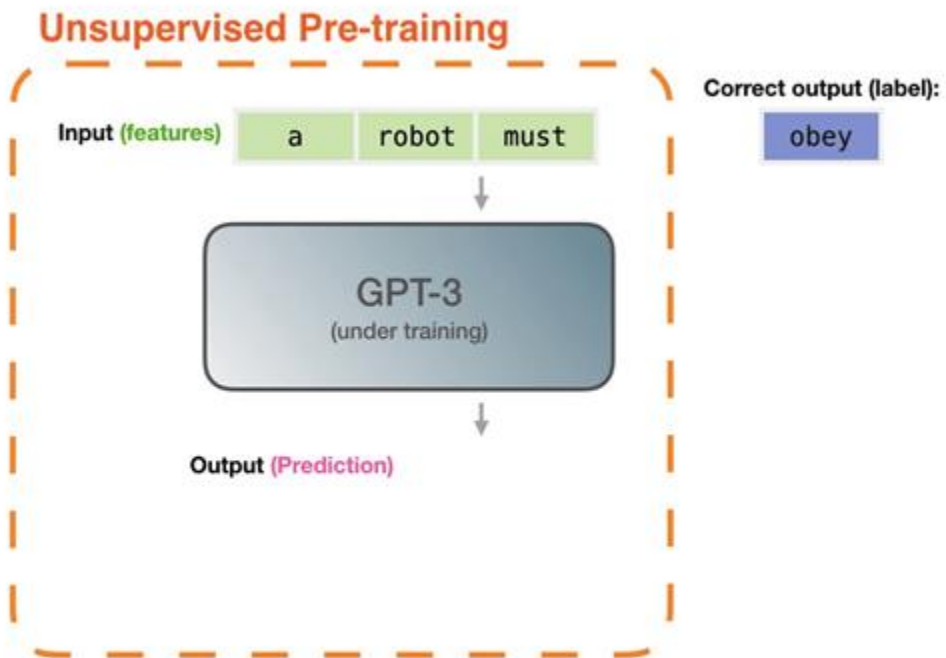 Unsupervised Pre-training
Correct output (label):
Input (features) a robot must
obey
GPT-3
(under training)
Output (Prediction)